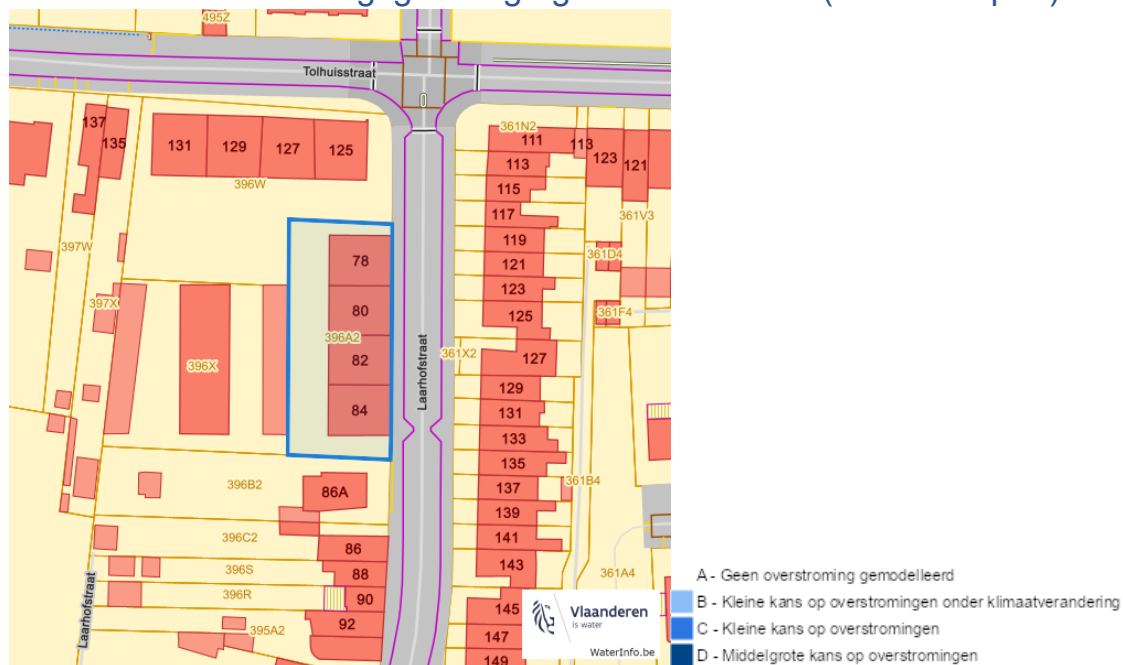 495Z
Tolhuisstraat
137
135
131
129
127
125
396W
361N2
111
113
123
121
113
115
117
361V3
119
361D4
121
123
361F4
125
397W
397X
78
80
396A2
82
84
396X
Laarhofstraat
361X2
127
129
131
133
135
361B4
137
139
141
143
361A4
396B2
86A
396C2
86
396S
88
396R
90
395A2
92
Laarhofstraat
145
147
149
Vlaanderen
is water
WaterInfo.be
A - Geen overstroming gemodelleerd
B - Kleine kans op overstromingen onder klimaatverandering
C - Kleine kans op overstromingen
D - Middelgrote kans op overstromingen